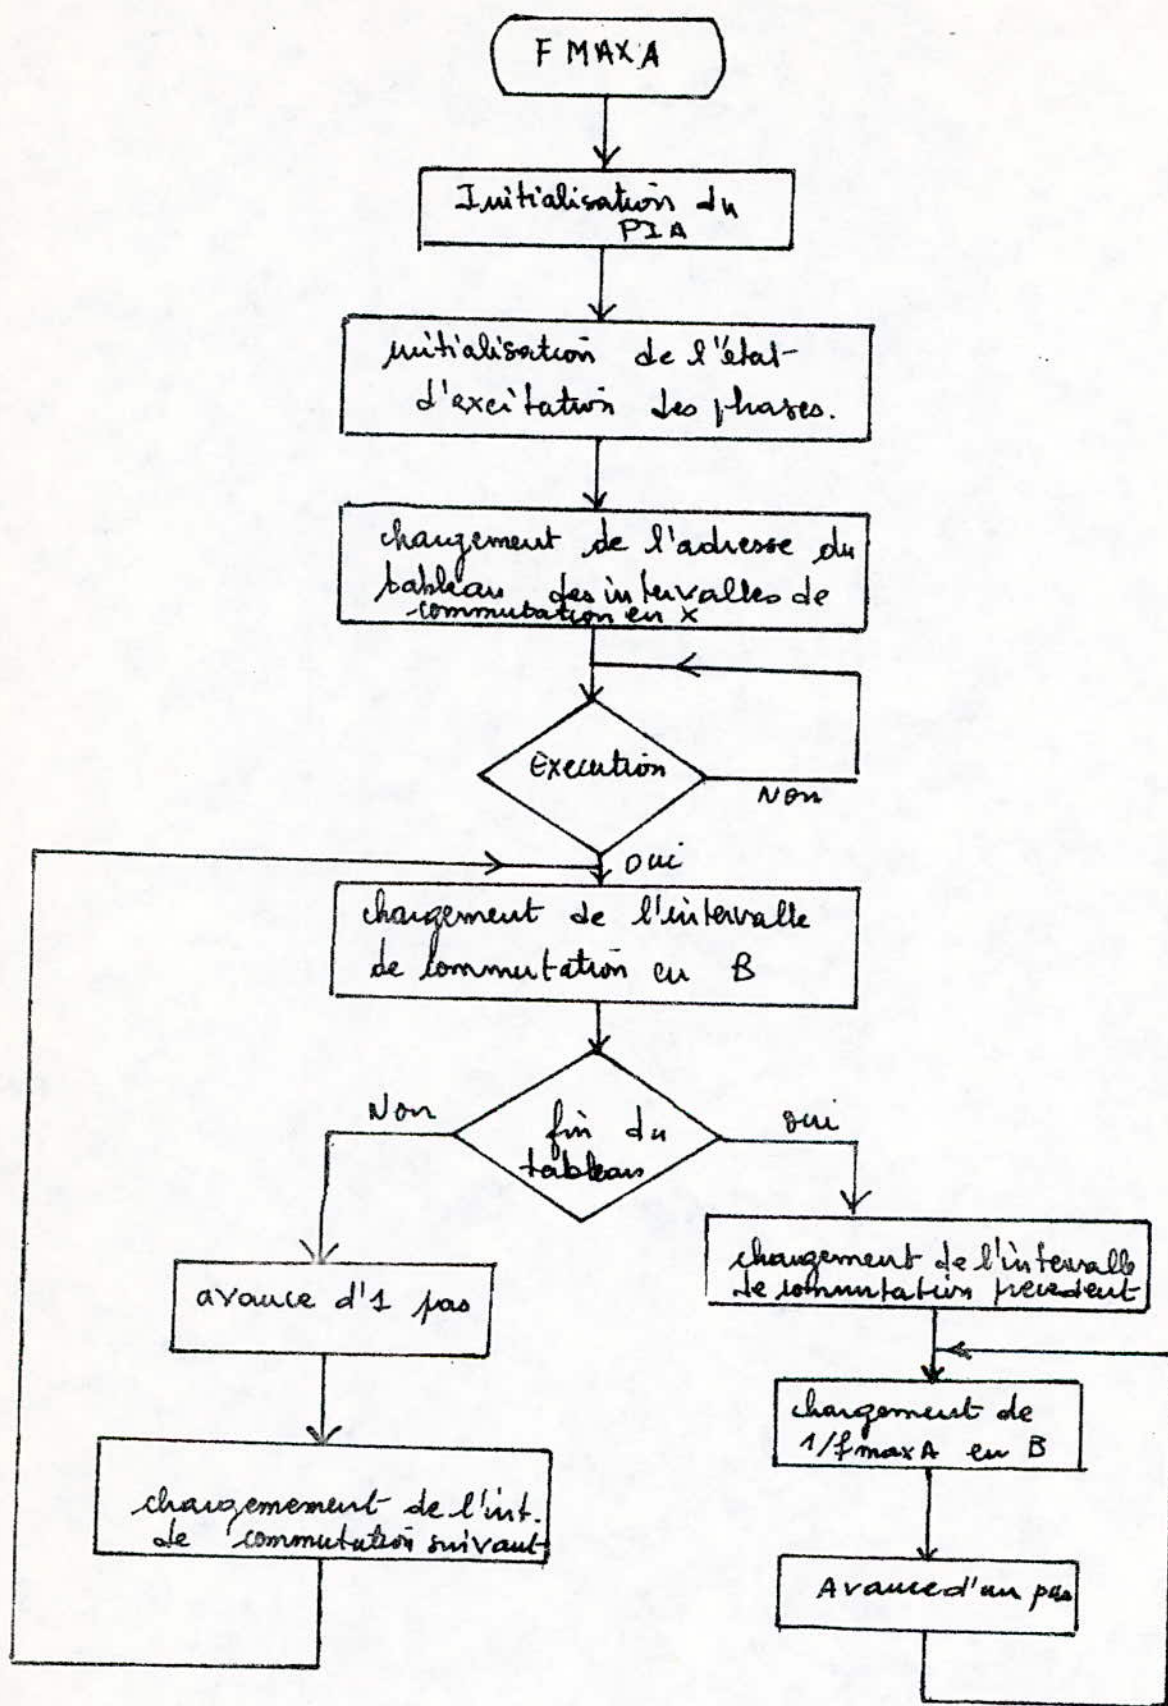 F MAX A
Initialisation du
PIA
initialisation de l'état
d'excitation des phases.
chargement de l'adresse du
tableau des intervalles de
commutation en X
Execution
Non
oui
chargement de l'intervalle
de commutation en B
Non
fin du
tableau
oui
avance d'1 pas
chargement de l'intervalle
de commutation precedent
chargement de
1/fmax A en B
chargemement de l'int.
de commutation suivant
Avance d'un pas